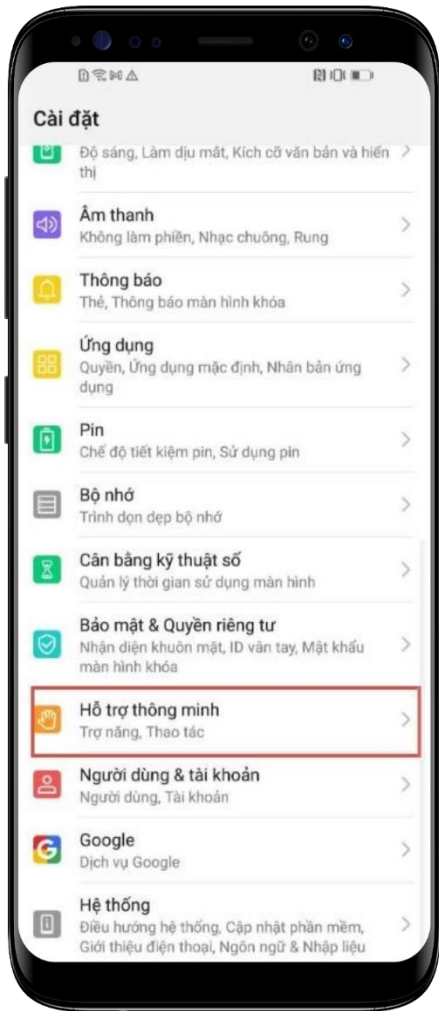 Cài đặt
Độ sáng, Làm dịu mắt, Kích cỡ văn bản và hiển
thị
Âm thanh
Không làm phiền, Nhạc chuông, Rung
Thông báo
Thẻ, Thông báo màn hình khóa
Ứng dụng
Quyền, Ứng dụng mặc định, Nhân bản ứng
dụng
Pin
Chế độ tiết kiệm pin, Sử dụng pin
Bộ nhớ
Trình dọn dẹp bộ nhớ
Cân bằng kỹ thuật số
Quản lý thời gian sử dụng màn hình
Bảo mật & Quyền riêng tư
Nhận diện khuôn mặt, ID vân tay, Mật khẩu
màn hình khóa
Hỗ trợ thông minh
Trợ năng, Thao tác
Người dùng & tài khoản
Người dùng, Tài khoản
Google
Dịch vụ Google
Hệ thống
Điều hướng hệ thống, Cập nhật phần mềm,
Giới thiệu điện thoại, Ngôn ngữ & Nhập liệu